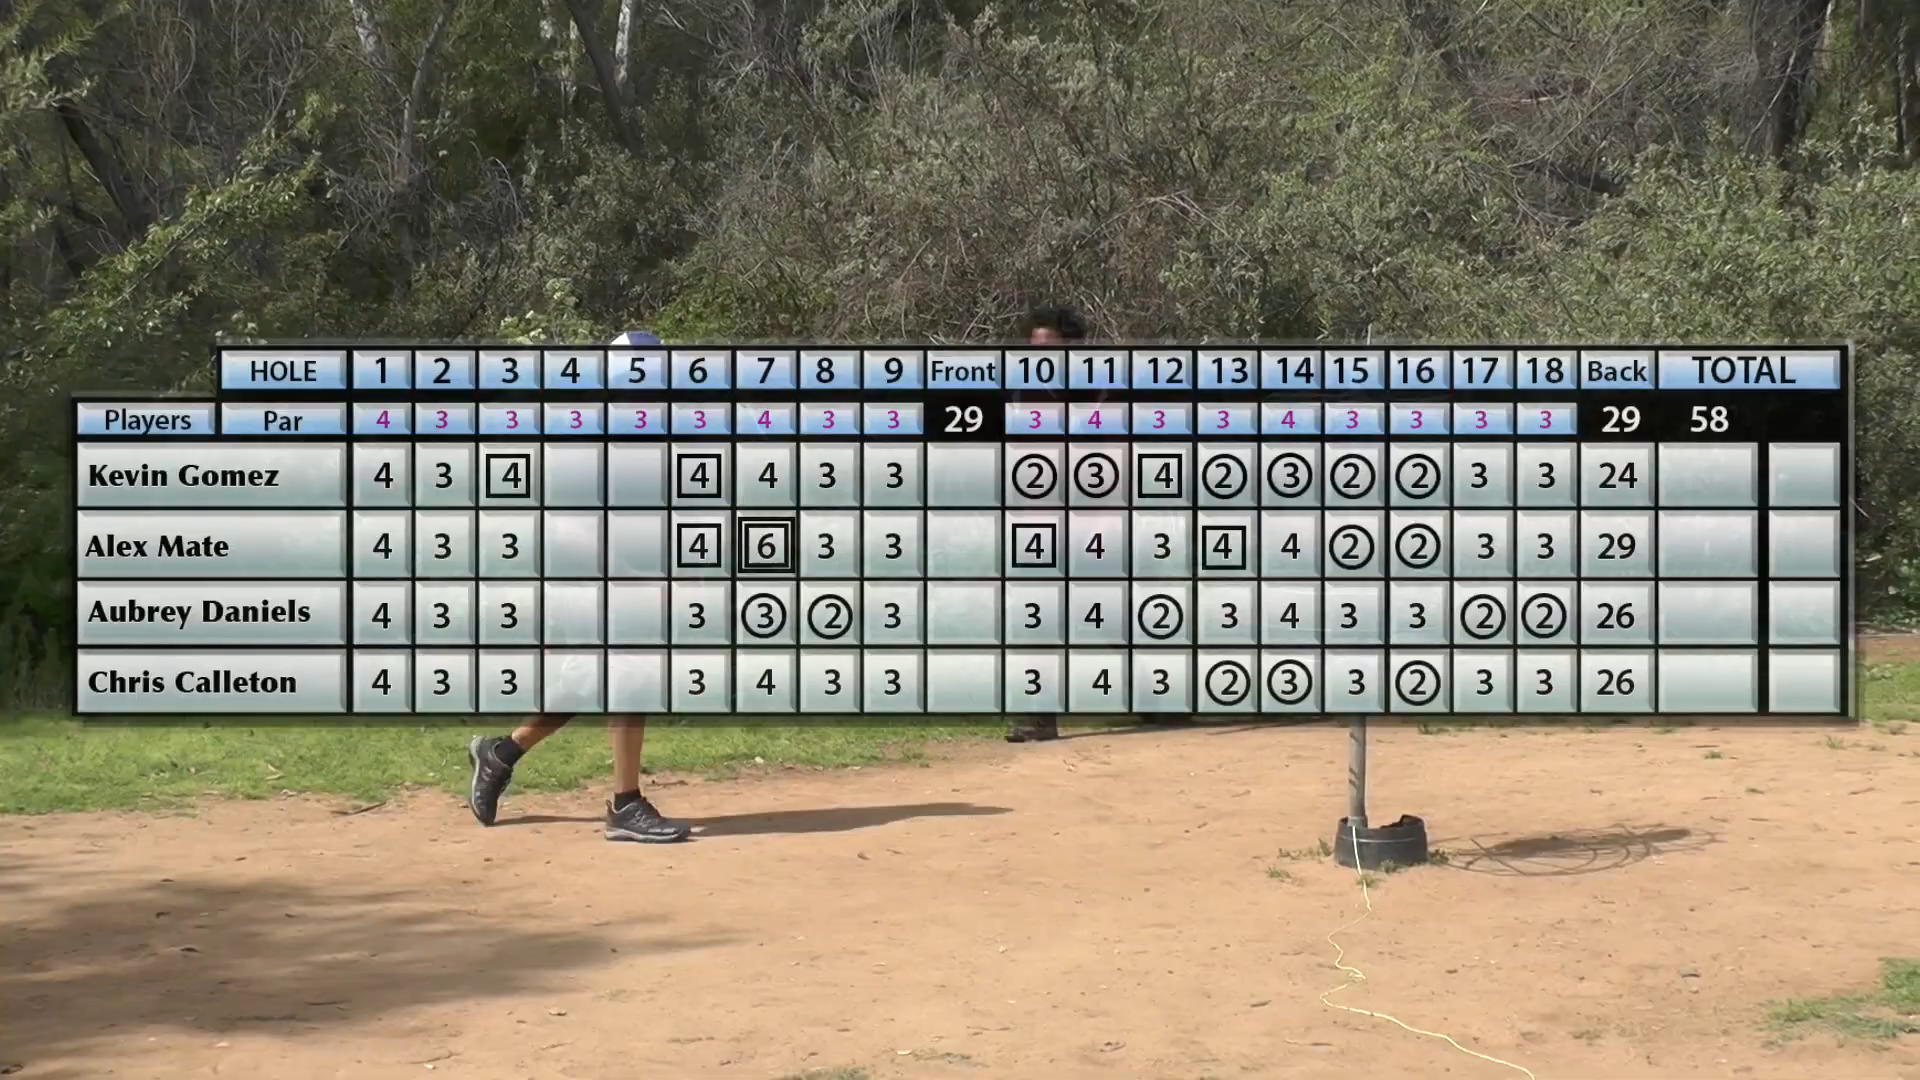 HOLE 1 2 3 4 5 6 7 8 9 Front 10 11 12 13 14 15 16 17 18 Back TOTAL
Players Par 4 3 3 3 3 3 4 3 3 29 3 4 3 3 4 3 3 3 3 29 58
Kevin Gomez 4 3 4 4 4 3 3 2 3 4 2 3 2 2 3 3 24
Alex Mate 4 3 3 4 6 3 3 4 4 3 4 4 2 2 3 3 29
Aubrey Daniels 4 3 3 3 3 2 3 3 4 2 3 4 3 3 2 2 26
Chris Calleton 4 3 3 3 4 3 3 3 4 3 2 3 3 2 3 3 26